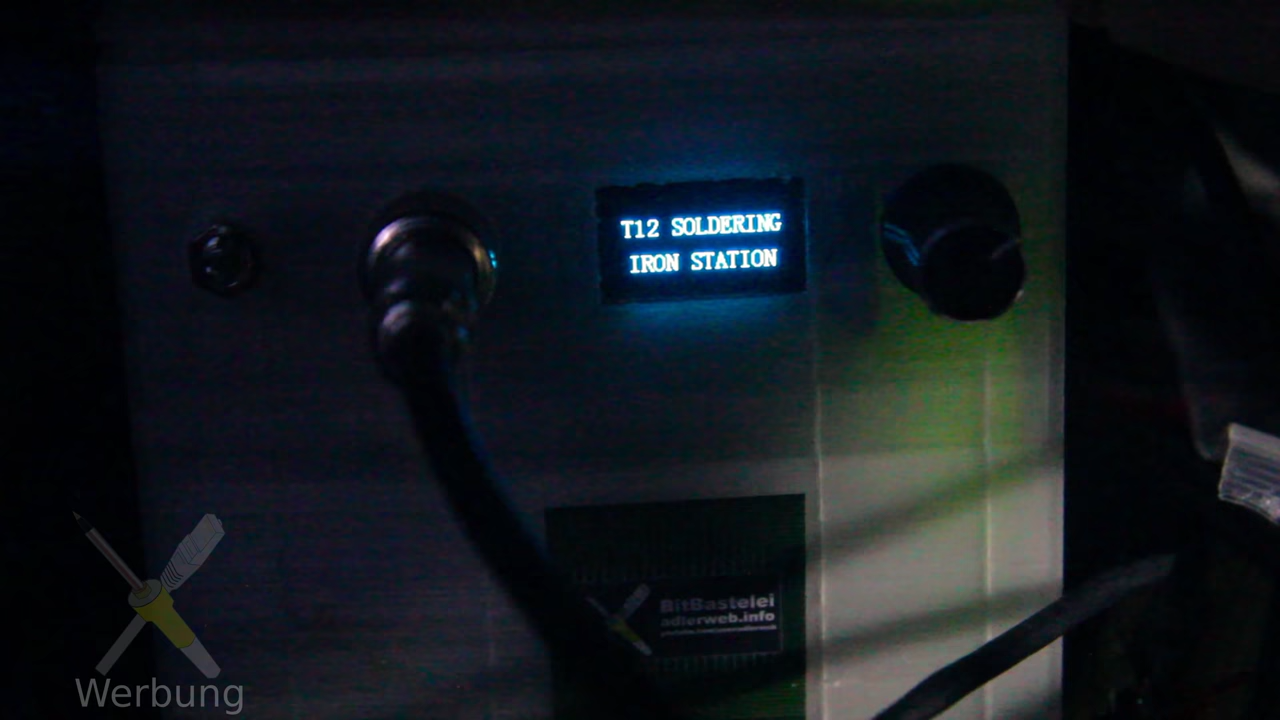 T12 SOLDERING
IRON STATION
BitBastelei
adlerweb.info
Werbung